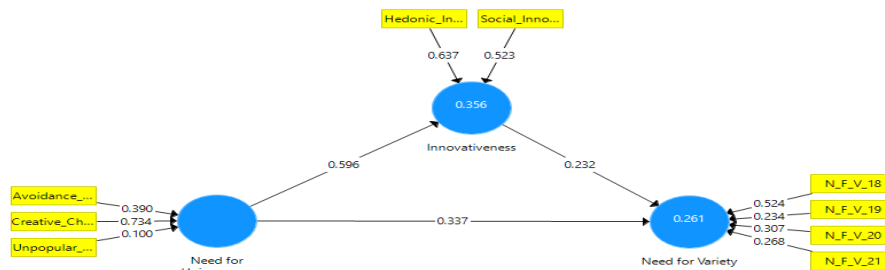 Hedonic_In... Social_Inno...
0.637 0.523
0.356
Innovativeness
0.596 0.232
N_F_V_18
Avoidance_... 0.390 0.524
N_F_V_19
Creative_Ch... 0.734 0.337 0.261 0.234
0.307 N_F_V_20
Unpopular_... 0.100 0.268
Need for Need for Variety N_F_V_21